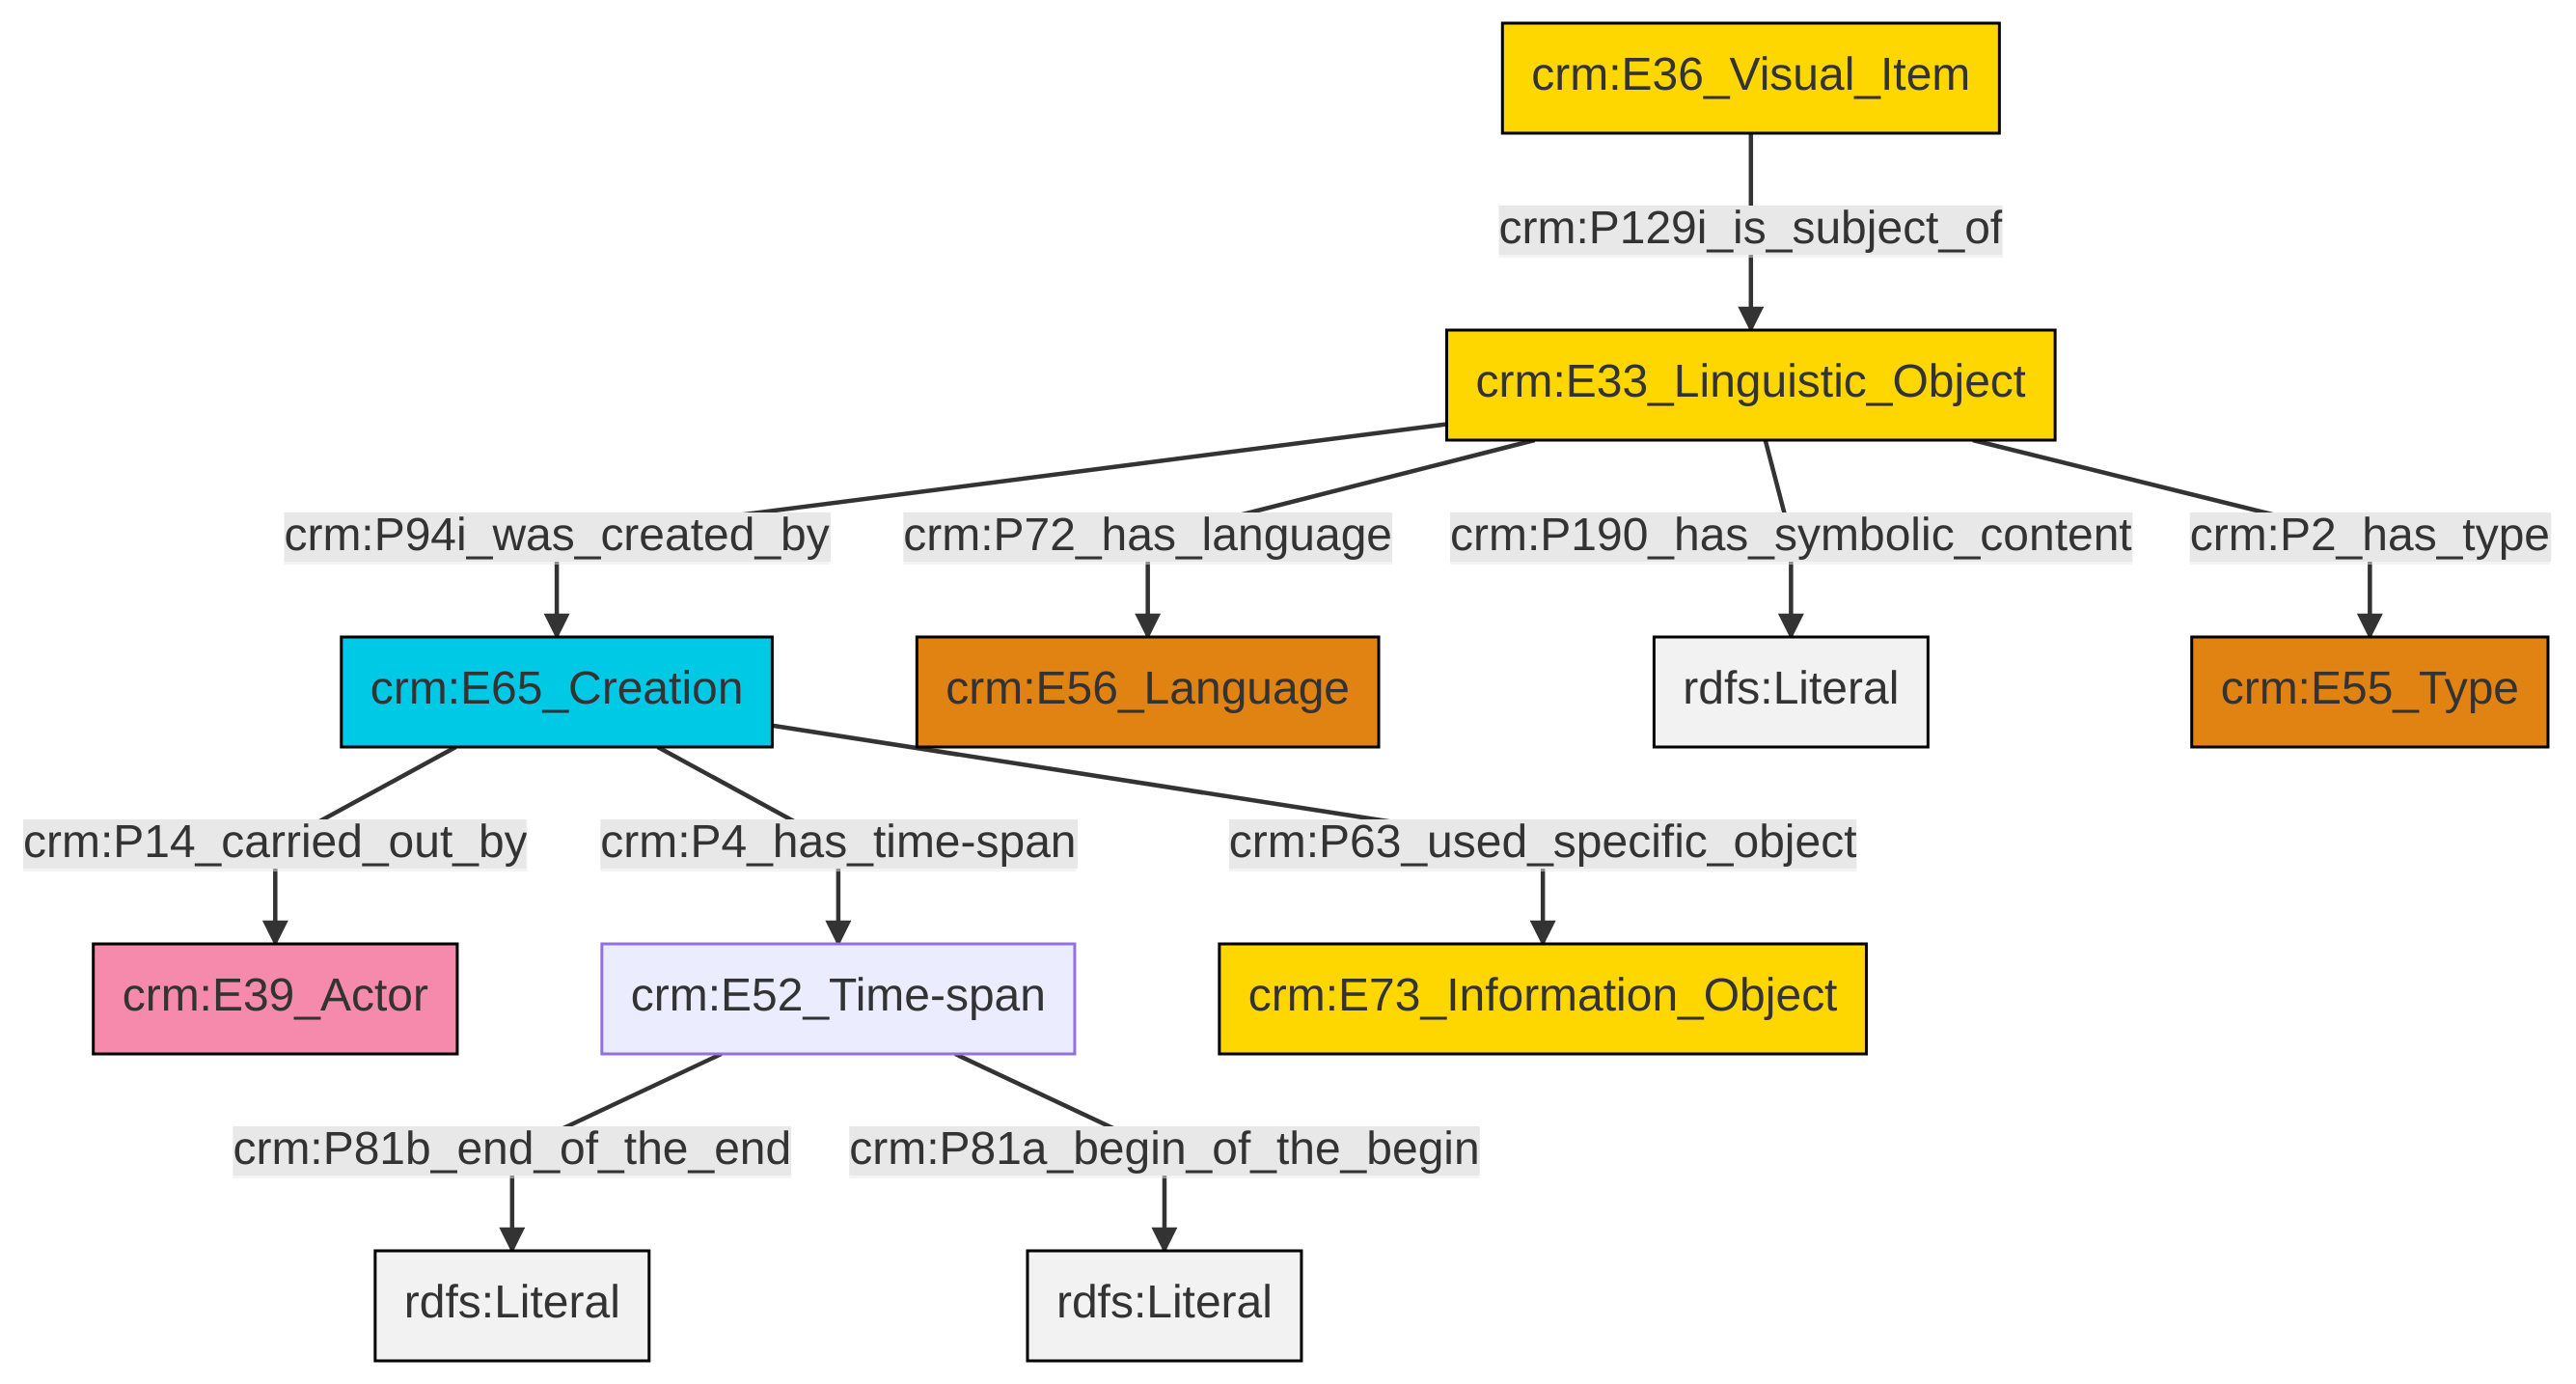 crm:E36_Visual_Item
crm:P129i_is_subject_of
crm:E33_Linguistic_Object
crm:P94i_was_created_by
crm:P72_has_language
crm:P190_has_symbolic_content
crm:P2_has_type
crm:E65_Creation
crm:E56_Language
rdfs:Literal
crm:E55_Type
crm:P14_carried_out_by
crm:P4_has_time-span
crm:P63_used_specific_object
crm:E39_Actor
crm:E52_Time-span
crm:E73_Information_Object
crm:P81b_end_of_the_end
crm:P81a_begin_of_the_begin
rdfs:Literal
rdfs:Literal